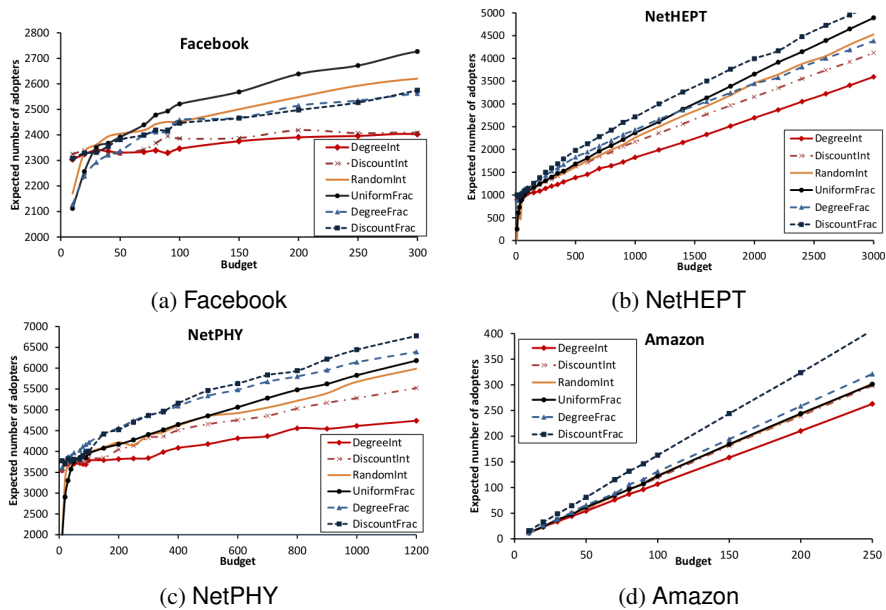 Facebook
Expected number of adopters
2800
2700
2600
2500
2400
2300
2200
2100
2000
0 50 100 150 200 250 300
Budget
DegreeInt
DiscountInt
RandomInt
UniformFrac
DegreeFrac
DiscountFrac
(a) Facebook
NetHEPT
Expected number of adopters
5000
4500
4000
3500
3000
2500
2000
1500
1000
500
0
0 500 1000 1500 2000 2500 3000
Budget
DegreeInt
DiscountInt
RandomInt
UniformFrac
DegreeFrac
DiscountFrac
(b) NetHEPT
NetPHY
Expected number of adopters
7000
6500
6000
5500
5000
4500
4000
3500
3000
2500
2000
0 200 400 600 800 1000 1200
Budget
DegreeInt
DiscountInt
RandomInt
UniformFrac
DegreeFrac
DiscountFrac
(c) NetPHY
Amazon
Expected number of adopters
400
350
300
250
200
150
100
50
0
0 50 100 150 200 250
Budget
DegreeInt
DiscountInt
RandomInt
UniformFrac
DegreeFrac
DiscountFrac
(d) Amazon